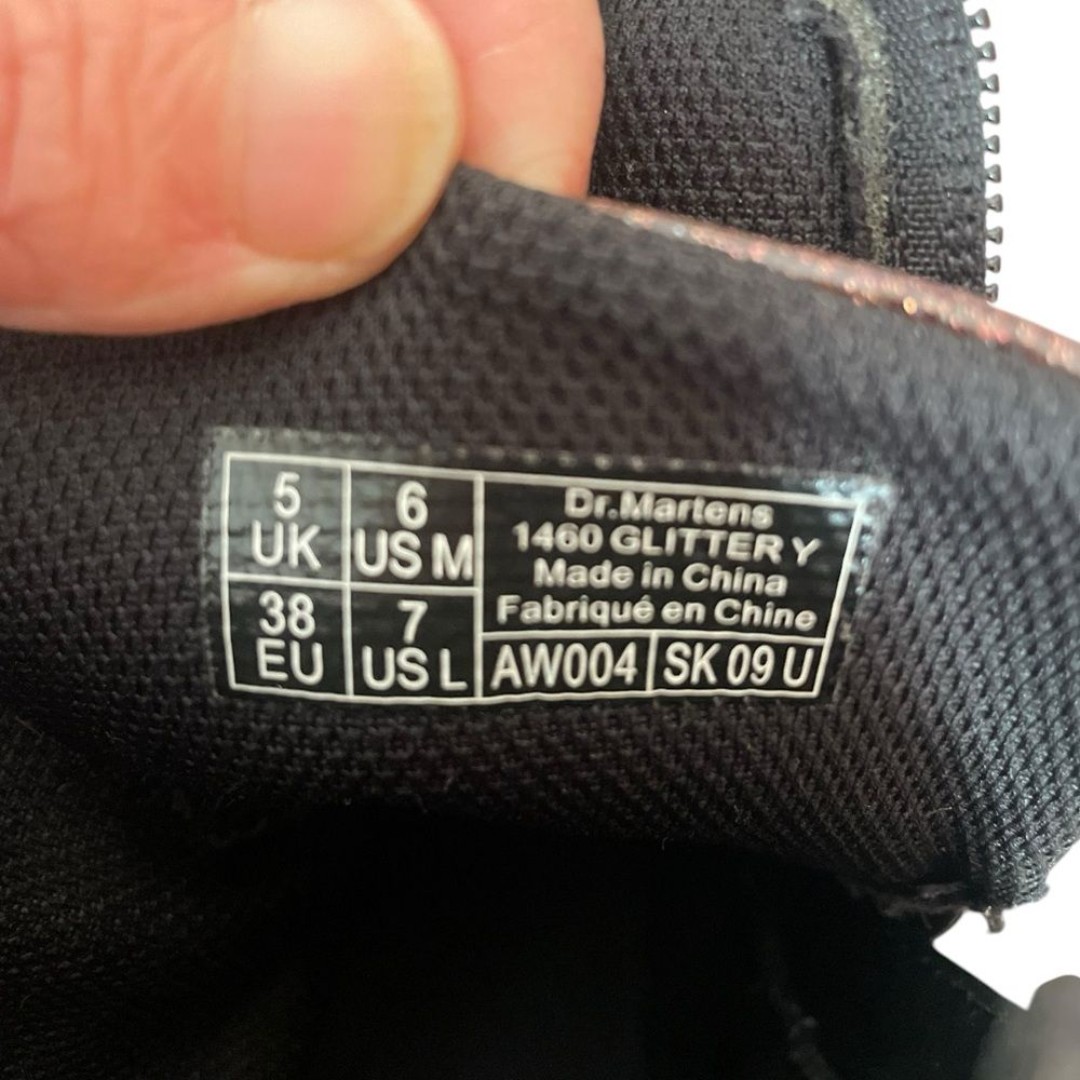 5 UK
6 US M
38 EU
7 US L
Dr.Martens
1460 GLITTER Y
Made in China
Fabriqué en Chine
AW004
SK 09 U